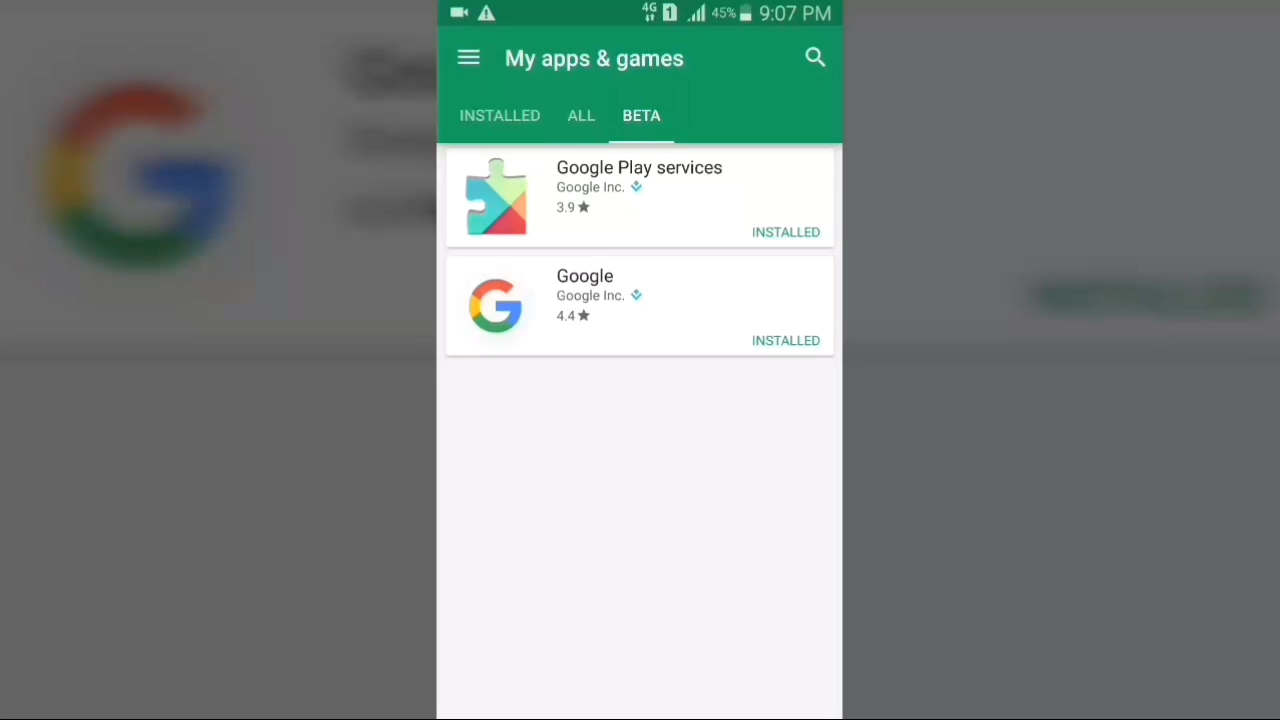 4G 1 45% 9:07 PM
My apps & games
INSTALLED ALL BETA
Google Play services
Google Inc.
3.9
INSTALLED
Google
Google Inc.
4.4
INSTALLED